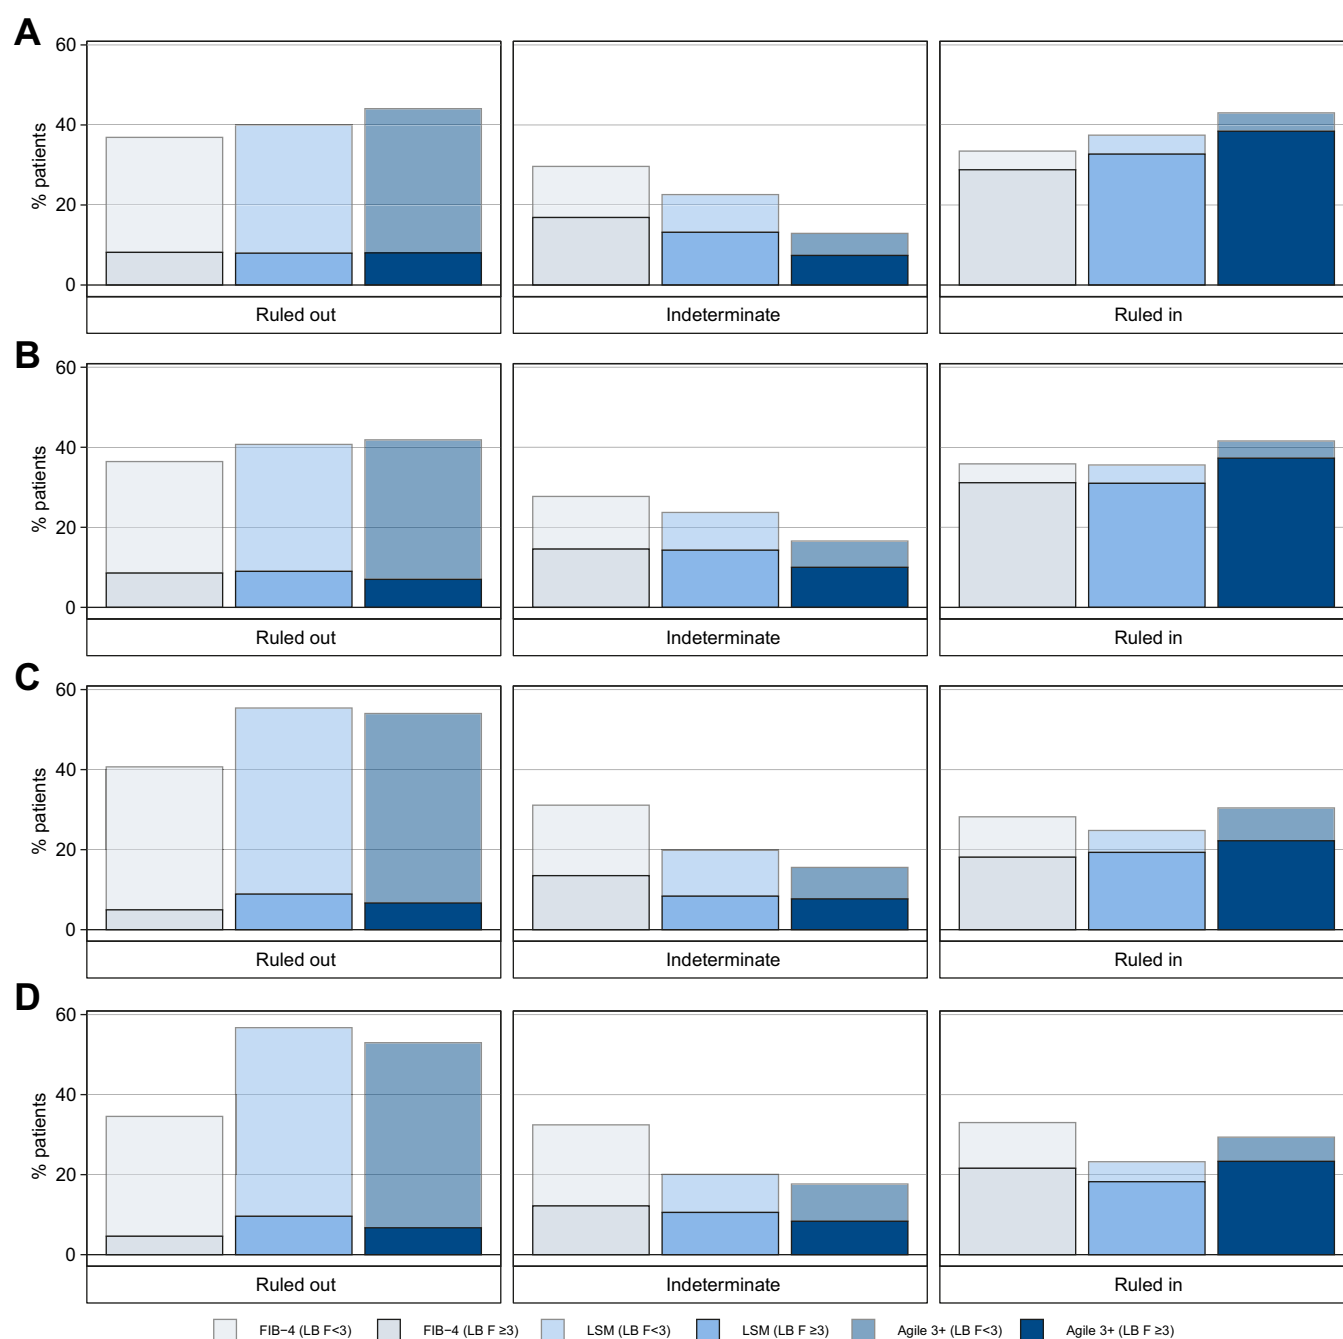 A
60
40
20
0
% patients
Ruled out
Indeterminate
Ruled in
B
60
40
20
0
% patients
Ruled out
Indeterminate
Ruled in
C
60
40
20
0
% patients
Ruled out
Indeterminate
Ruled in
D
60
40
20
0
% patients
Ruled out
Indeterminate
Ruled in
FIB−4 (LB F<3) FIB−4 (LB F ≥3) LSM (LB F<3) LSM (LB F ≥3) Agile 3+ (LB F<3) Agile 3+ (LB F ≥3)